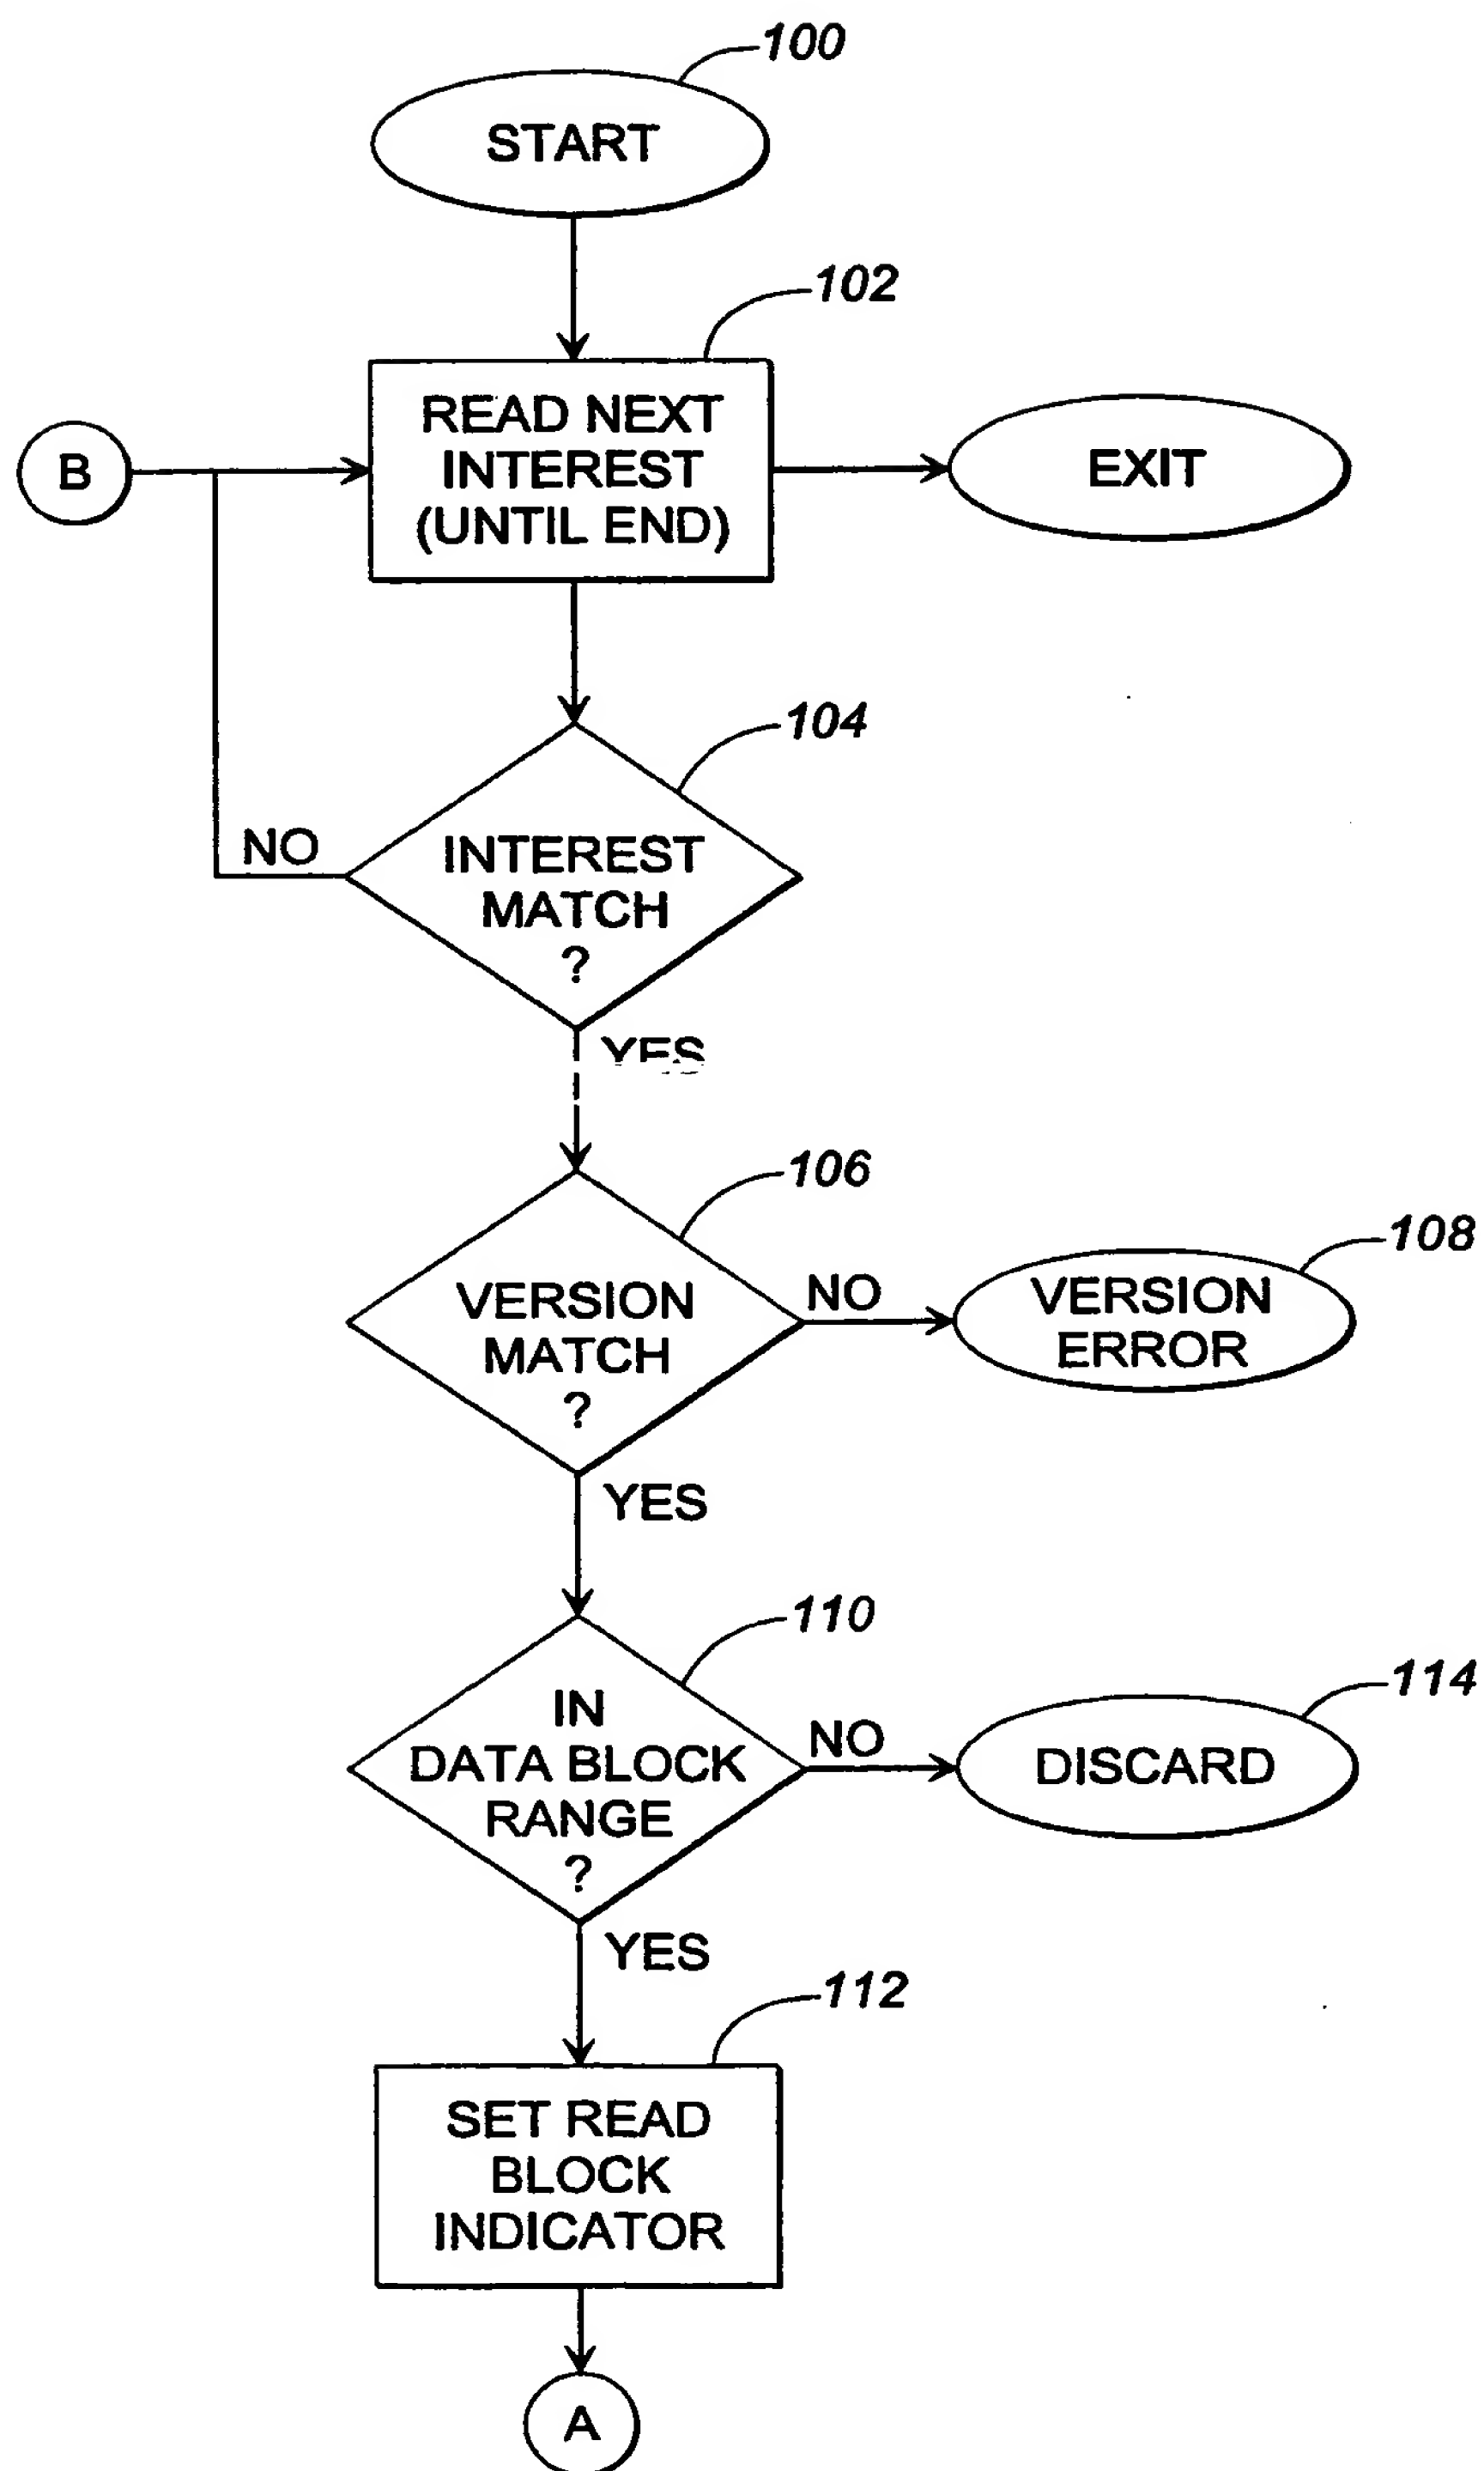 100
START
102
READ NEXT
INTEREST
(UNTIL END)
B
EXIT
104
NO
INTEREST
MATCH
?
YES
106
VERSION
MATCH
?
NO
108
VERSION
ERROR
YES
110
IN
DATA BLOCK
RANGE
?
NO
114
DISCARD
YES
112
SET READ
BLOCK
INDICATOR
A